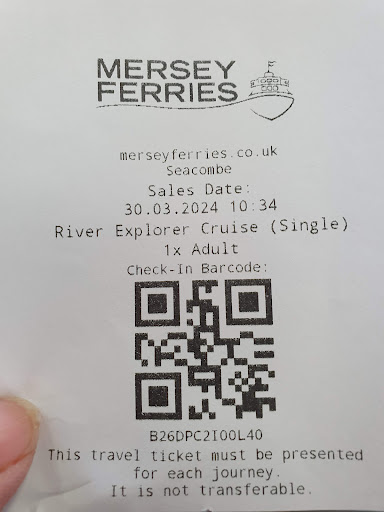 MERSEY
FERRIES
merseyferries.co.uk
Seacombe
Sales Date:
30.03.2024 10:34
River Explorer Cruise (Single)
1x Adult
Check-In Barcode:
B26DPC2I00L40
This travel ticket must be presented
for each journey.
It is not transferable.